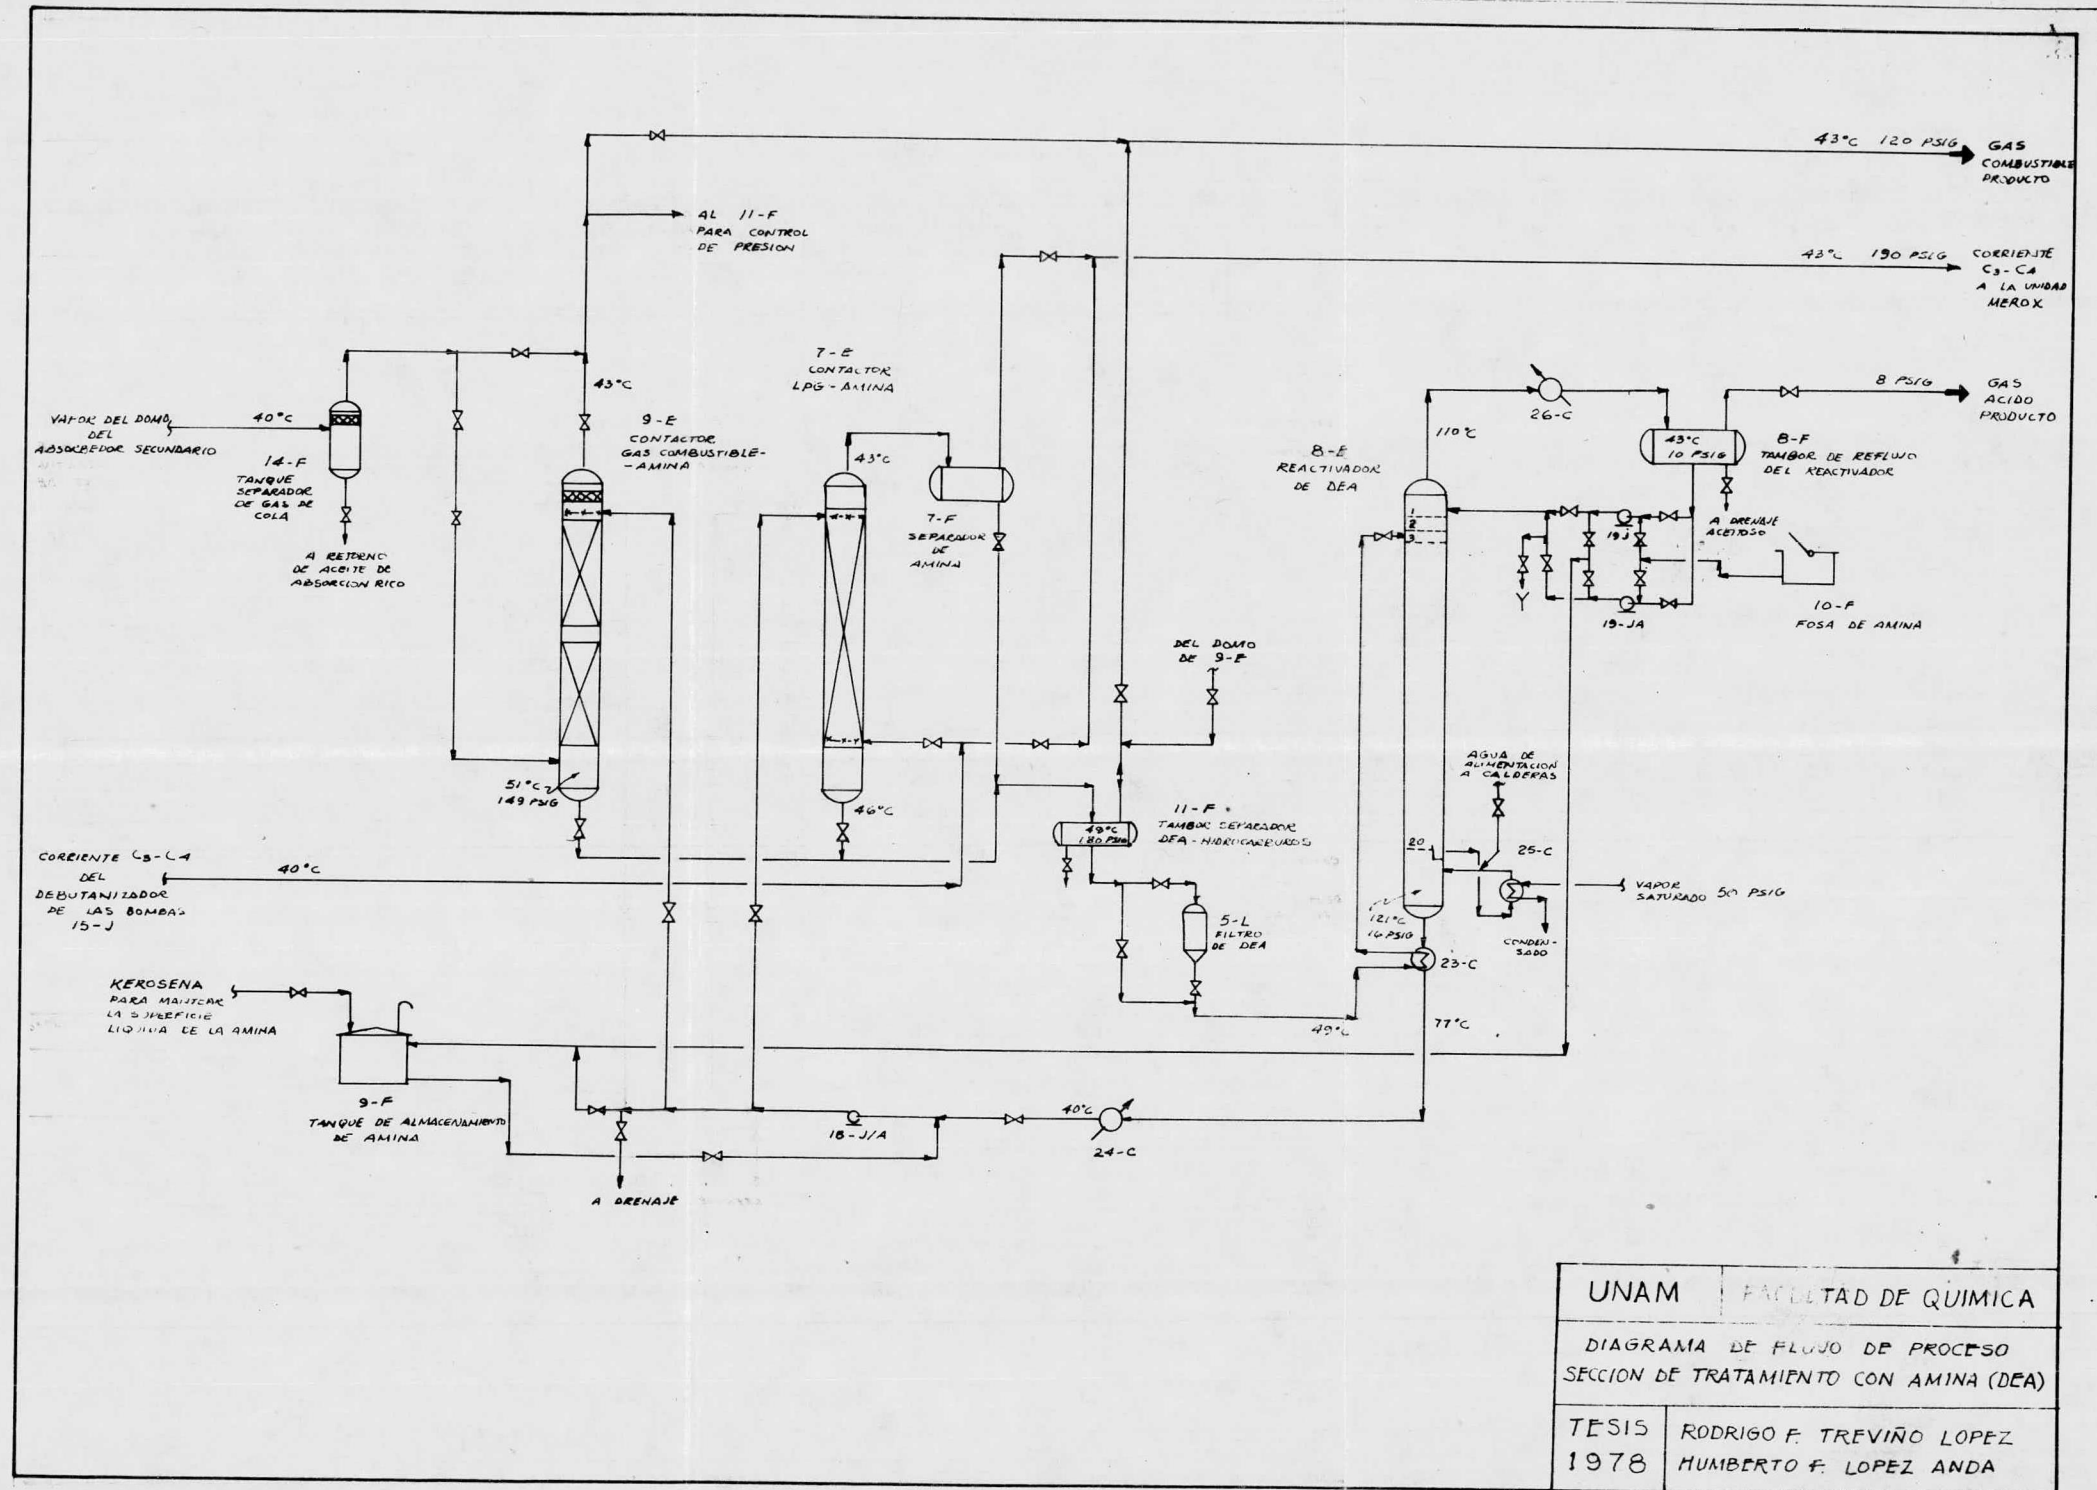 43°C 120 PSIG
GAS
COMBUSTIBLE
PRODUCTO
AL 11-F
PARA CONTROL
DE PRESION
43°C 190 PSIG
CORRIENTE
C3-C4
A LA UNIDAD
MEROX
VAPOR DEL DOMO
DEL
ABSORBEDOR SECUNDARIO
40°C
14-F
TANQUE
SEPARADOR
DE GAS DE
COLA
A RETORNO
DE ACEITE DE
ABSORCION RICO
43°C
9-E
CONTACTOR
GAS COMBUSTIBLE-
-AMINA
51°C
149 PSIG
7-E
CONTACTOR
LPG-AMINA
43°C
7-F
SEPARADOR
DE
AMINA
46°C
8-E
REACTIVADOR
DE DEA
110°C
26-C
8 PSIG
GAS
ACIDO
PRODUCTO
43°C
10 PSIG
8-F
TAMBOR DE REFLUJO
DEL REACTIVADOR
A DRENAJE
ACEITOSO
1
2
3
19J
19-JA
10-F
FOSA DE AMINA
DEL DOMO
DE 9-E
AGUA DE
ALIMENTACION
A CALDERAS
11-F
TAMBOR SEPARADOR
DEA-HIDROCARBUROS
49°C
180 PSIG
20
25-C
VAPOR
SATURADO 50 PSIG
CONDEN-
SADO
121°C
16 PSIG
23-C
5-L
FILTRO
DE DEA
49°C
77°C
CORRIENTE C3-C4
DEL
DEBUTANIZADOR
DE LAS BOMBAS
15-J
40°C
KEROSENA
PARA MANTENER
LA SUPERFICIE
LIQUIDA DE LA AMINA
9-F
TANQUE DE ALMACENAMIENTO
DE AMINA
A DRENAJE
18-J/A
40°C
24-C
UNAM FACULTAD DE QUIMICA
DIAGRAMA DE FLUJO DE PROCESO
SECCION DE TRATAMIENTO CON AMINA (DEA)
TESIS
1978
RODRIGO F. TREVIÑO LOPEZ
HUMBERTO F. LOPEZ ANDA